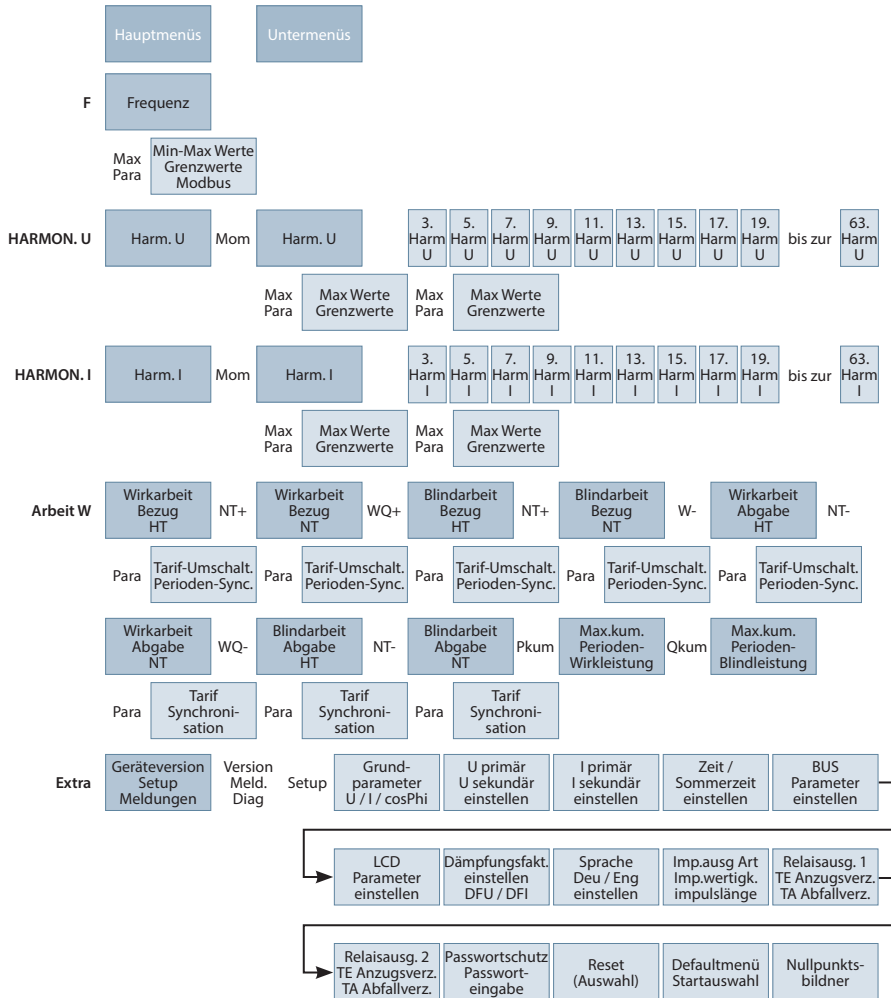 Hauptmenüs
Untermenüs
F
Frequenz
Max
Para
Min-Max Werte
Grenzwerte
Modbus
HARMON. U
Harm. U
Mom
Harm. U
3.
Harm
U
5.
Harm
U
7.
Harm
U
9.
Harm
U
11.
Harm
U
13.
Harm
U
15.
Harm
U
17.
Harm
U
19.
Harm
U
bis zur
63.
Harm
U
Max
Para
Max Werte
Grenzwerte
Max
Para
Max Werte
Grenzwerte
HARMON. I
Harm. I
Mom
Harm. I
3.
Harm
I
5.
Harm
I
7.
Harm
I
9.
Harm
I
11.
Harm
I
13.
Harm
I
15.
Harm
I
17.
Harm
I
19.
Harm
I
bis zur
63.
Harm
I
Max
Para
Max Werte
Grenzwerte
Max
Para
Max Werte
Grenzwerte
Arbeit W
Wirkarbeit
Bezug
HT
NT+
Wirkarbeit
Bezug
NT
WQ+
Blindarbeit
Bezug
HT
NT+
Blindarbeit
Bezug
NT
W-
Wirkarbeit
Abgabe
HT
NT-
Para
Tarif-Umschalt.
Perioden-Sync.
Para
Tarif-Umschalt.
Perioden-Sync.
Para
Tarif-Umschalt.
Perioden-Sync.
Para
Tarif-Umschalt.
Perioden-Sync.
Para
Tarif-Umschalt.
Perioden-Sync.
Wirkarbeit
Abgabe
NT
WQ-
Blindarbeit
Abgabe
HT
NT-
Blindarbeit
Abgabe
NT
Pkum
Max.kum.
Perioden-
Wirkleistung
Qkum
Max.kum.
Perioden-
Blindleistung
Para
Tarif
Synchroni-
sation
Para
Tarif
Synchroni-
sation
Para
Tarif
Synchroni-
sation
Extra
Geräteversion
Setup
Meldungen
Version
Meld.
Diag
Setup
Grund-
parameter
U / I / cosPhi
U primär
U sekundär
einstellen
I primär
I sekundär
einstellen
Zeit /
Sommerzeit
einstellen
BUS
Parameter
einstellen
LCD
Parameter
einstellen
Dämpfungsfakt.
einstellen
DFU / DFI
Sprache
Deu / Eng
einstellen
Imp.ausg Art
Imp.wertigk.
impulslänge
Relaisausg. 1
TE Anzugsverz.
TA Abfallverz.
Relaisausg. 2
TE Anzugsverz.
TA Abfallverz.
Passwortschutz
Passwort-
eingabe
Reset
(Auswahl)
Defaultmenü
Startauswahl
Nullpunkts-
bildner